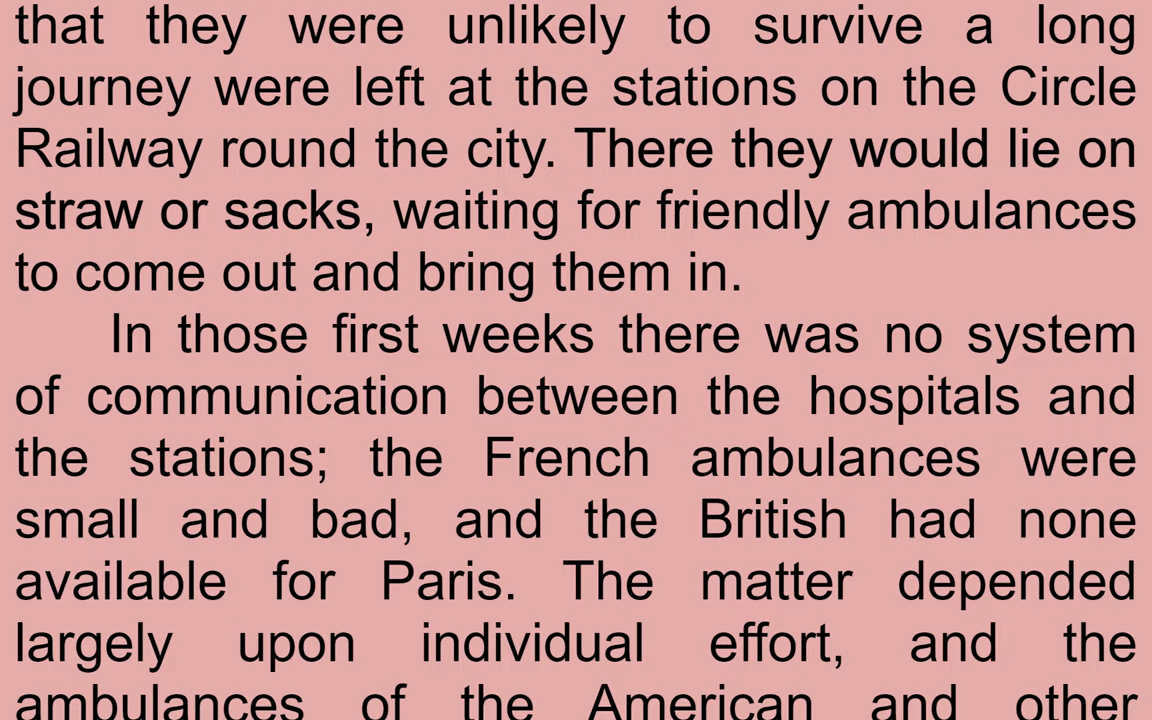 that they were unlikely to survive a long
journey were left at the stations on the Circle
Railway round the city. There they would lie on
straw or sacks, waiting for friendly ambulances
to come out and bring them in.
In those first weeks there was no system
of communication between the hospitals and
the stations; the French ambulances were
small and bad, and the British had none
available for Paris. The matter depended
largely upon individual effort, and the
ambulances of the American and other